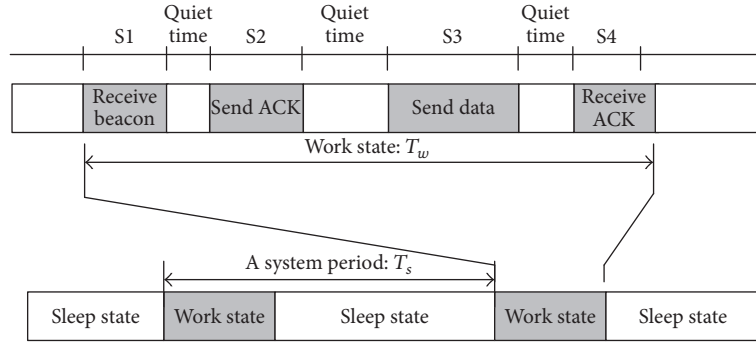 Quiet time
Quiet time
Quiet time
S1
S2
S3
S4
Receive beacon
Send ACK
Send data
Receive ACK
Work state: T_w
A system period: T_s
Sleep state
Work state
Sleep state
Work state
Sleep state